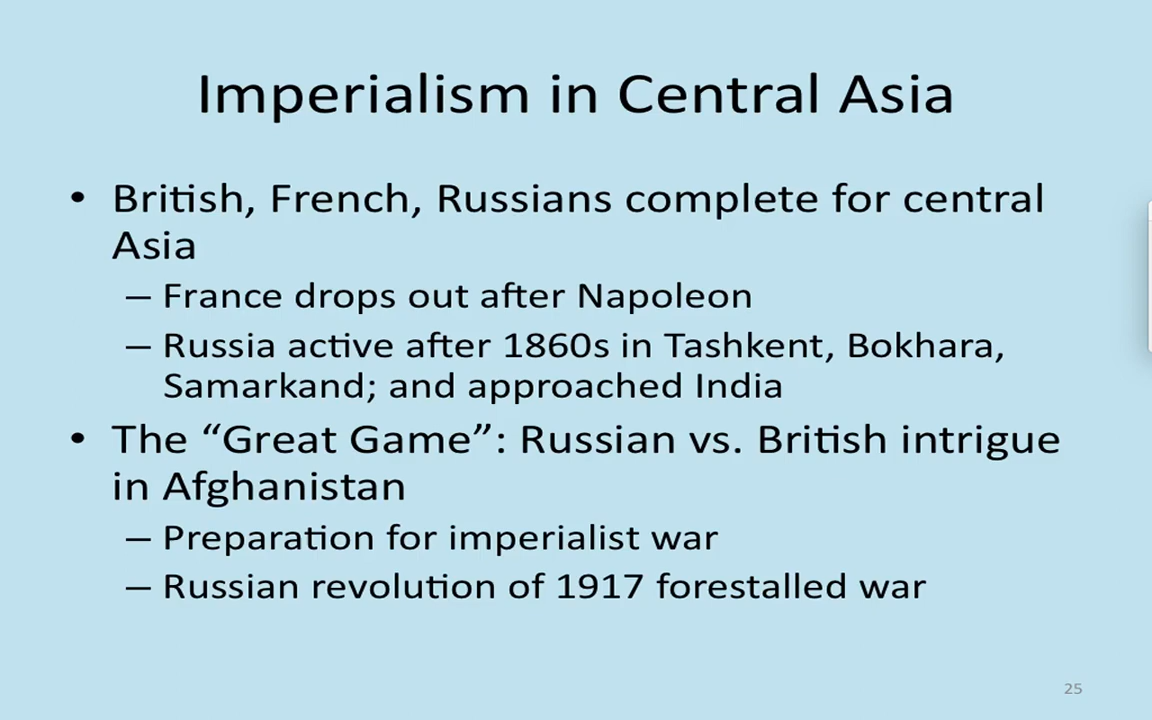 Imperialism in Central Asia
• British, French, Russians complete for central
Asia
– France drops out after Napoleon
– Russia active after 1860s in Tashkent, Bokhara,
Samarkand; and approached India
• The “Great Game”: Russian vs. British intrigue
in Afghanistan
– Preparation for imperialist war
– Russian revolution of 1917 forestalled war
25